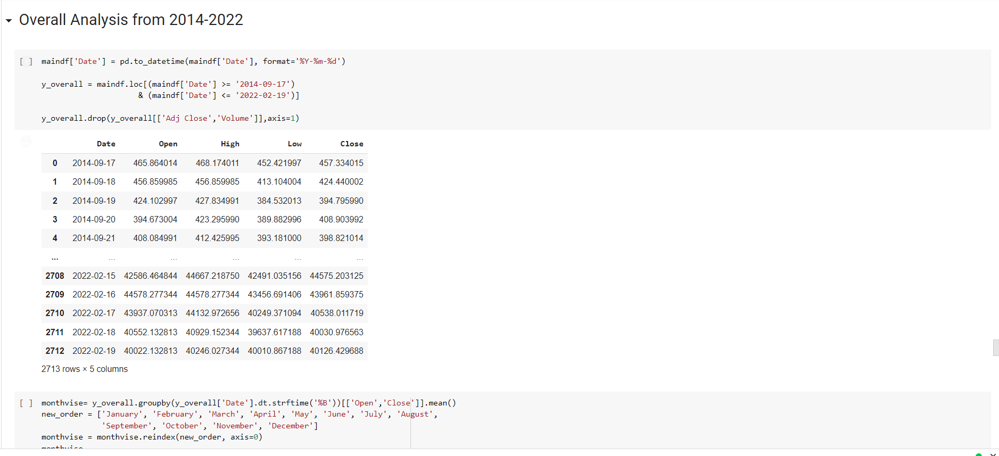 Overall Analysis from 2014-2022
[ ] maindf['Date'] = pd.to_datetime(maindf['Date'], format='%Y-%m-%d')
y_overall = maindf.loc[(maindf['Date'] >= '2014-09-17')
& (maindf['Date'] <= '2022-02-19')]
y_overall.drop(y_overall[['Adj Close','Volume']],axis=1)
Date Open High Low Close
0 2014-09-17 465.864014 468.174011 452.421997 457.334015
1 2014-09-18 456.859985 456.859985 413.104004 424.440002
2 2014-09-19 424.102997 427.834991 384.532013 394.795990
3 2014-09-20 394.673004 423.295990 389.882996 408.903992
4 2014-09-21 408.084991 412.425995 393.181000 398.821014
... ... ... ... ... ...
2708 2022-02-15 42586.464844 44667.218750 42491.035156 44575.203125
2709 2022-02-16 44578.277344 44578.277344 43456.691406 43961.859375
2710 2022-02-17 43937.070313 44132.972656 40249.371094 40538.011719
2711 2022-02-18 40552.132813 40929.152344 39637.617188 40030.976563
2712 2022-02-19 40022.132813 40246.027344 40010.867188 40126.429688
2713 rows × 5 columns
[ ] monthvise= y_overall.groupby(y_overall['Date'].dt.strftime('%B'))[['Open','Close']].mean()
new_order = ['January', 'February', 'March', 'April', 'May', 'June', 'July', 'August',
'September', 'October', 'November', 'December']
monthvise = monthvise.reindex(new_order, axis=0)
monthvise